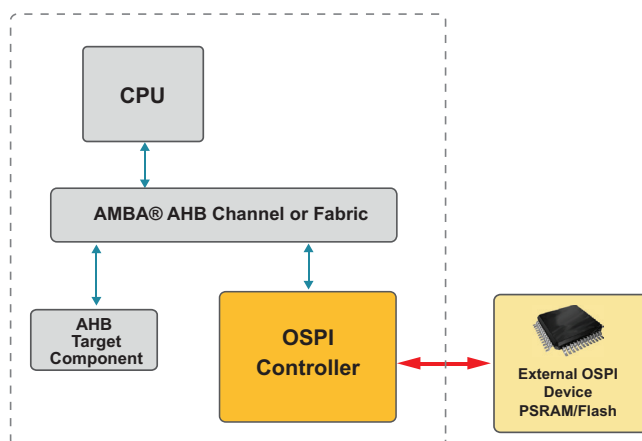 CPU
AMBA® AHB Channel or Fabric
AHB
Target
Component
OSPI
Controller
External OSPI
Device
PSRAM/Flash